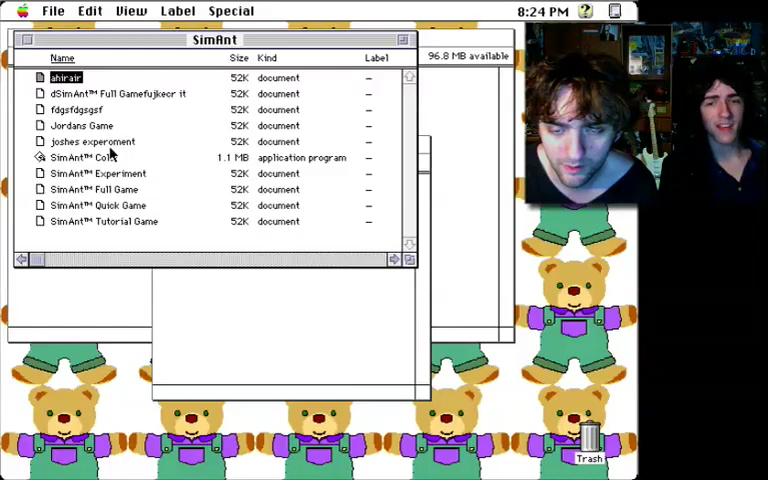 File Edit View Label Special 8:24 PM
SimAnt
96.8 MB available
Name Size Kind Label
ahirair 52K document –
dSimAnt™ Full Gamefujkecr it 52K document –
fdgsfdgsgsf 52K document –
Jordans Game 52K document –
joshes experoment 52K document –
SimAnt™ 1.1 MB application program –
SimAnt™ Experiment 52K document –
SimAnt™ Full Game 52K document –
SimAnt™ Quick Game 52K document –
SimAnt™ Tutorial Game 52K document –
Trash